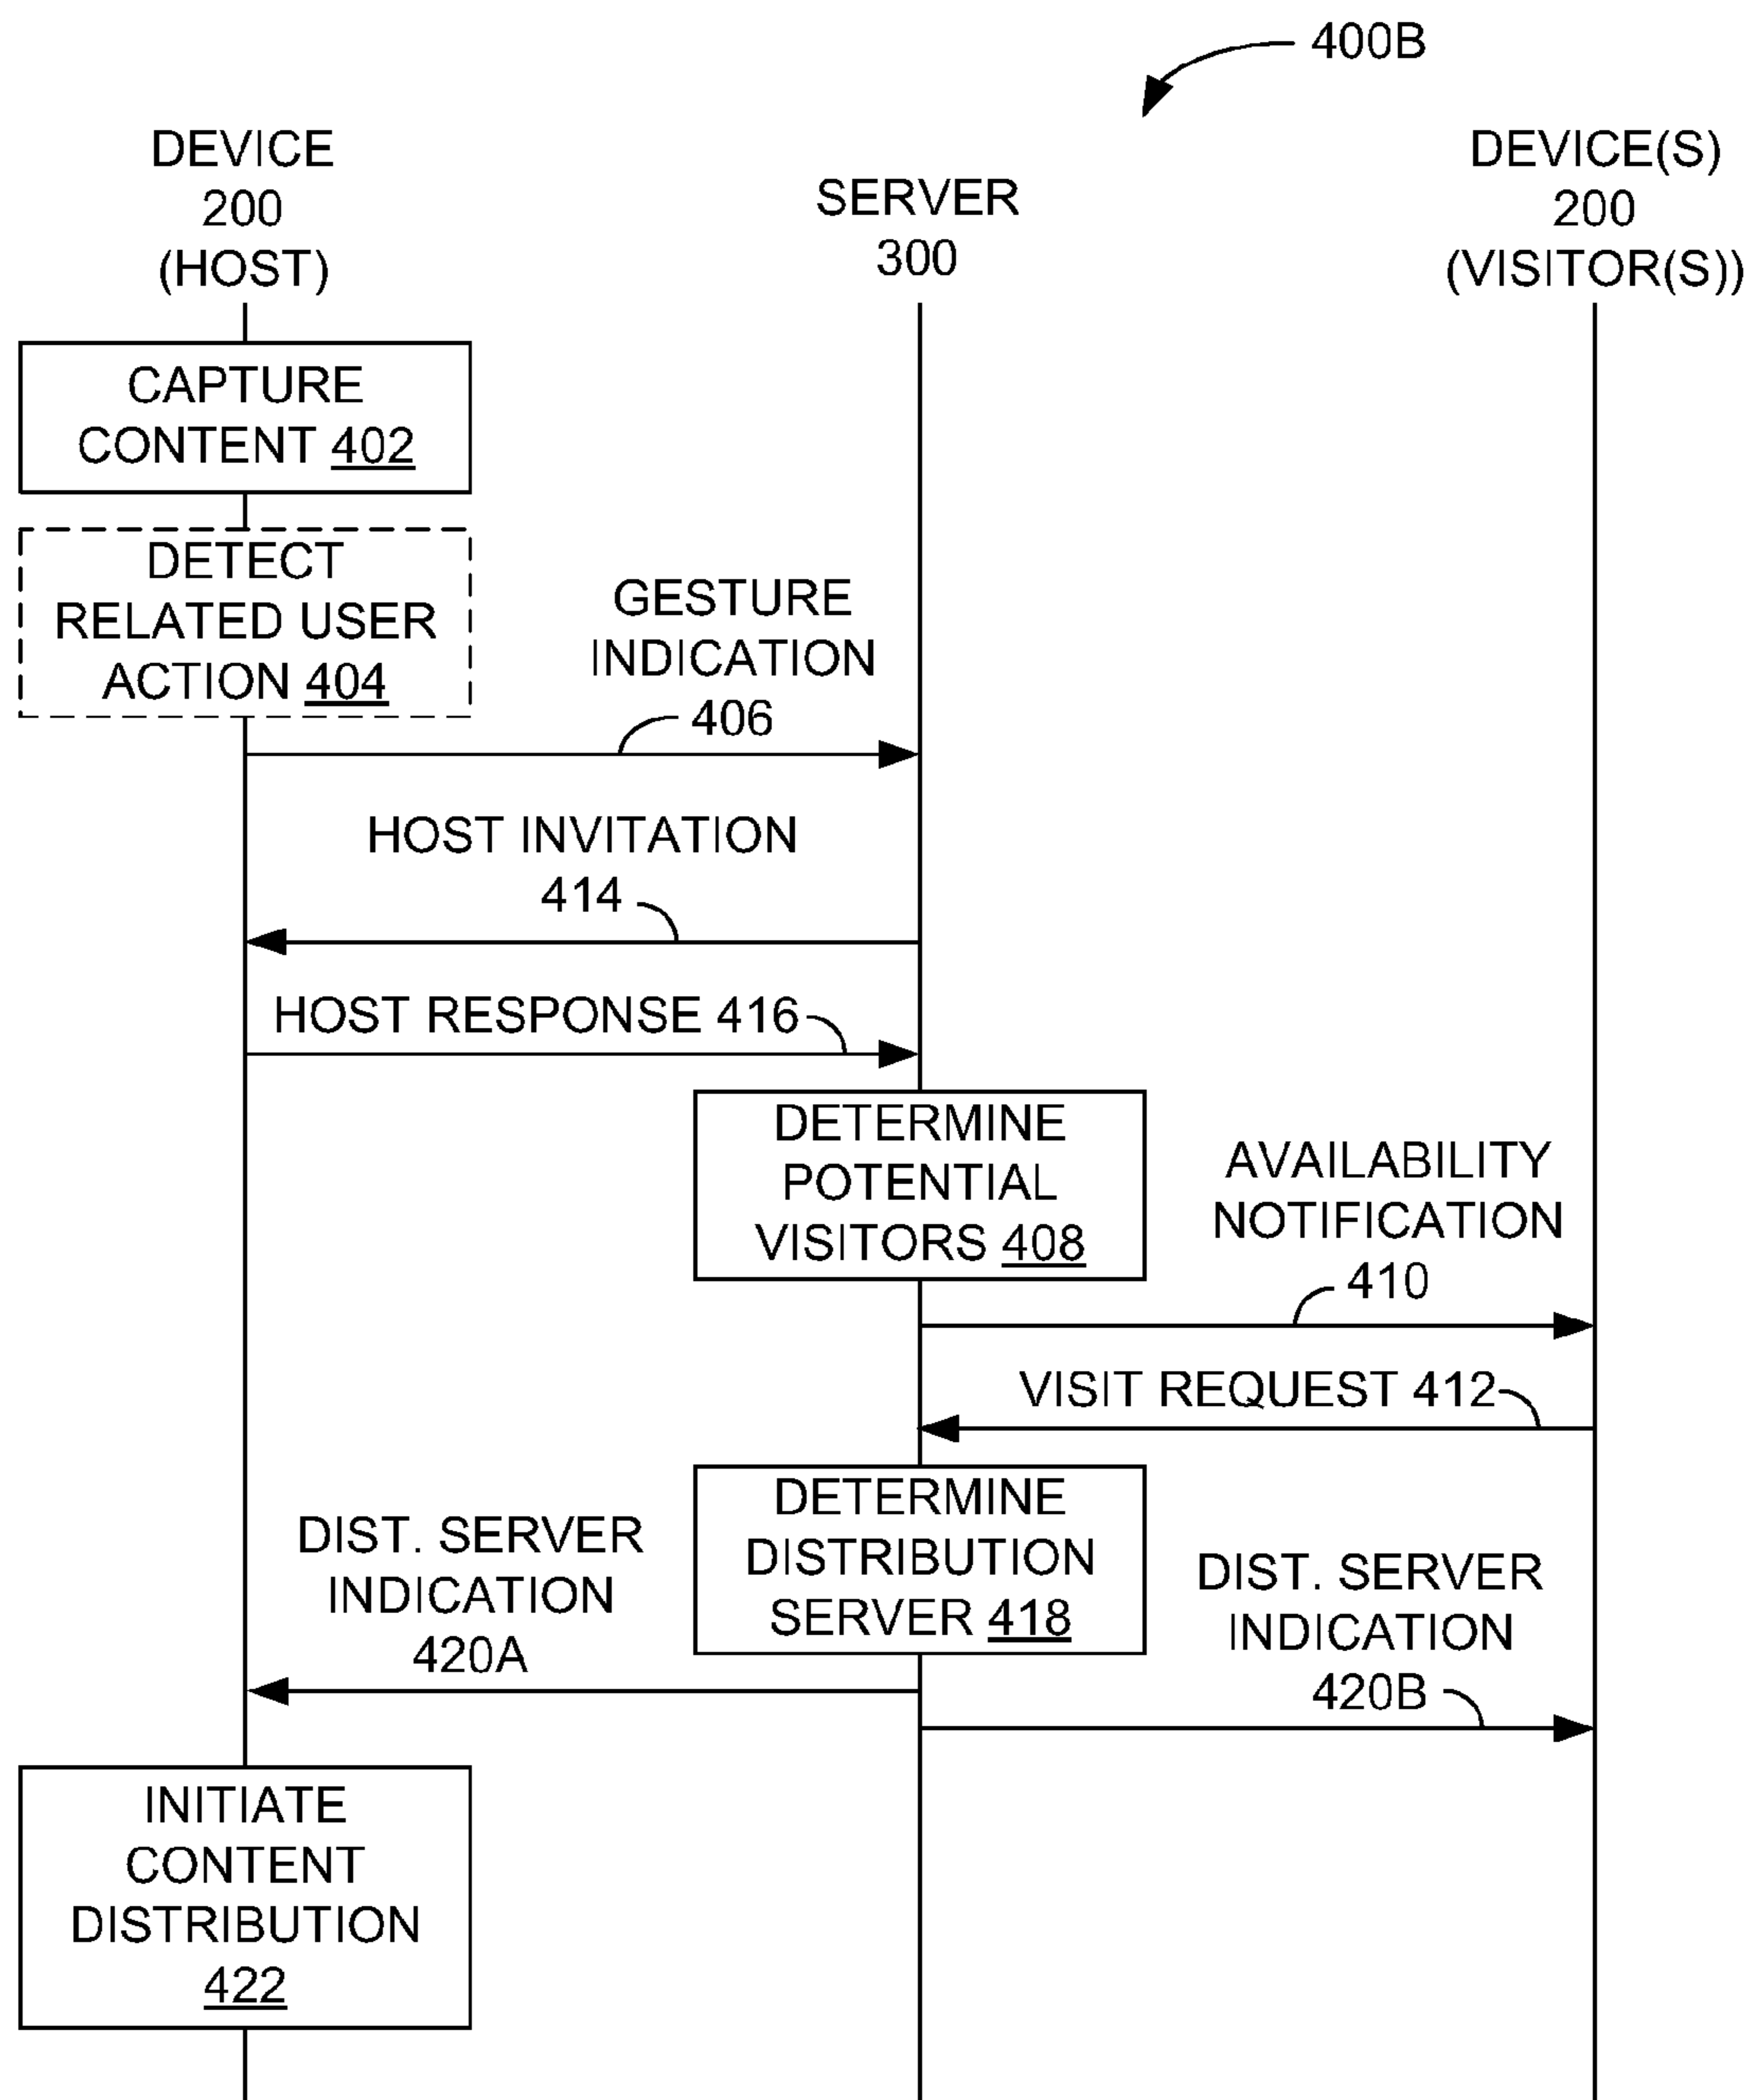 400B
DEVICE
200
(HOST)
SERVER
300
DEVICE(S)
200
(VISITOR(S))
CAPTURE
CONTENT 402
DETECT
RELATED USER
ACTION 404
GESTURE
INDICATION
406
HOST INVITATION
414
HOST RESPONSE 416
DETERMINE
POTENTIAL
VISITORS 408
AVAILABILITY
NOTIFICATION
410
VISIT REQUEST 412
DETERMINE
DISTRIBUTION
SERVER 418
DIST. SERVER
INDICATION
420A
DIST. SERVER
INDICATION
420B
INITIATE
CONTENT
DISTRIBUTION
422